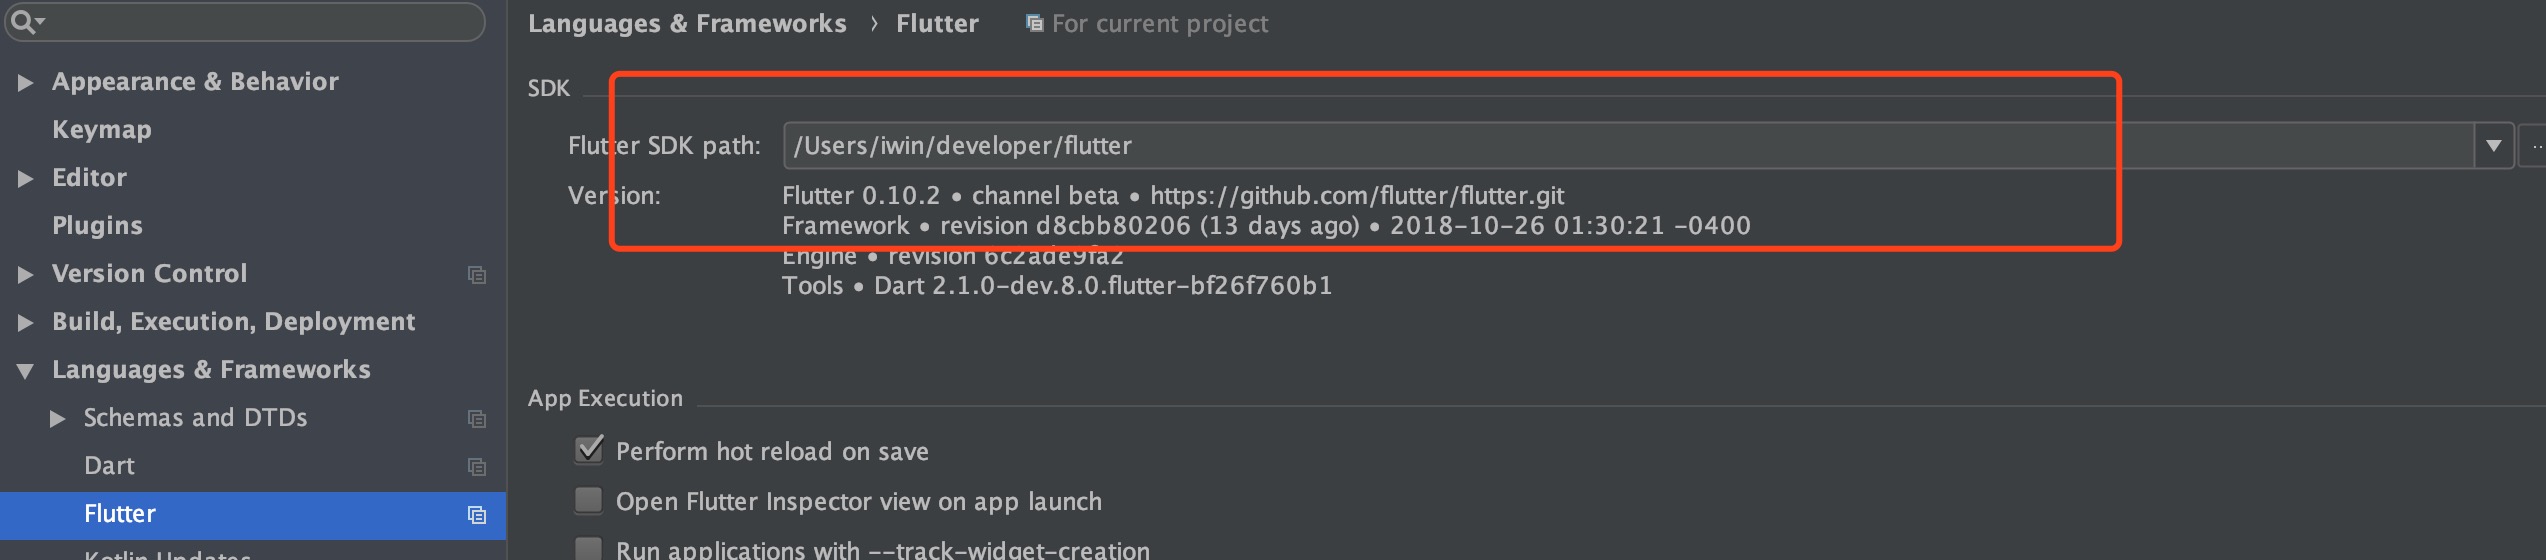 Languages & Frameworks › Flutter For current project
Appearance & Behavior
Keymap
Editor
Plugins
Version Control
Build, Execution, Deployment
Languages & Frameworks
Schemas and DTDs
Dart
Flutter
Kotlin Updates
SDK
Flutter SDK path: /Users/iwin/developer/flutter
Version: Flutter 0.10.2 • channel beta • https://github.com/flutter/flutter.git
Framework • revision d8cbb80206 (13 days ago) • 2018-10-26 01:30:21 -0400
Engine • revision 6c2ade9fa2
Tools • Dart 2.1.0-dev.8.0.flutter-bf26f760b1
App Execution
Perform hot reload on save
Open Flutter Inspector view on app launch
Run applications with --track-widget-creation